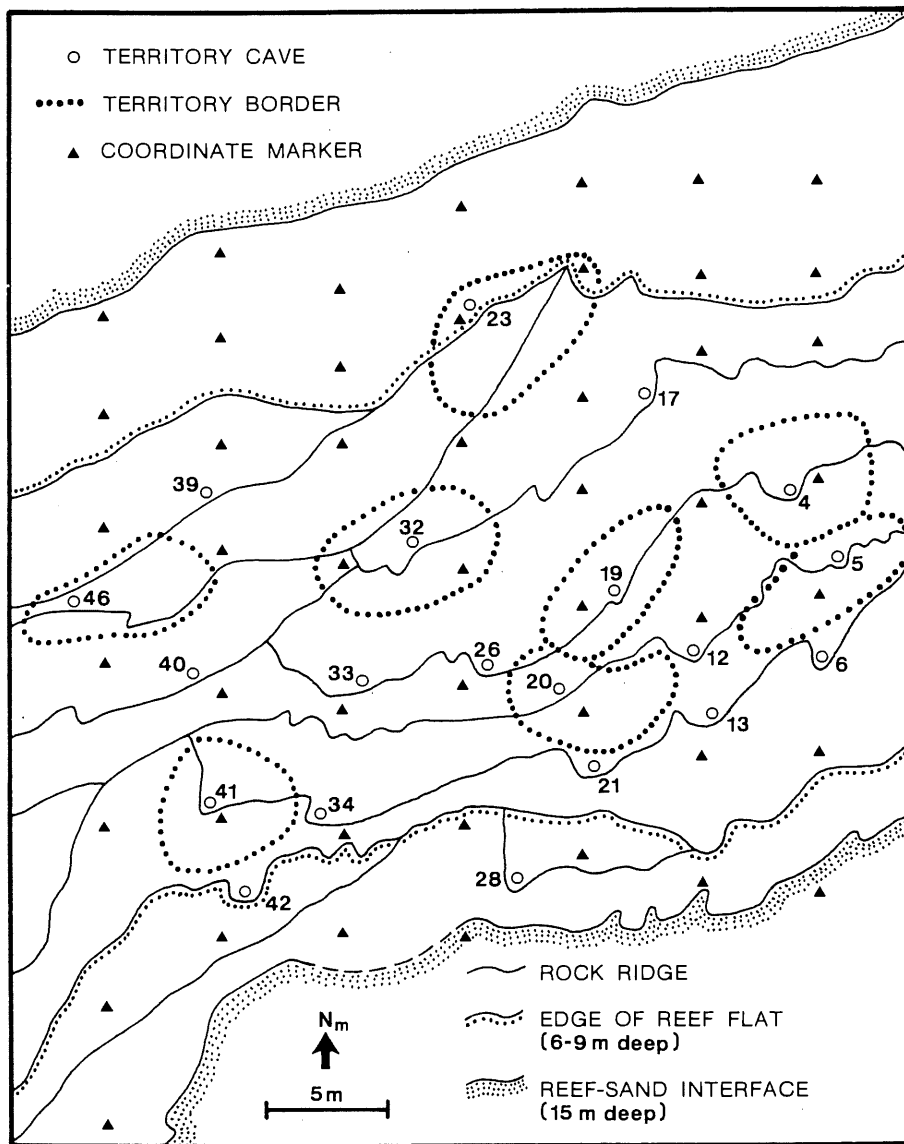 TERRITORY CAVE
TERRITORY BORDER
COORDINATE MARKER
23
17
39
4
32
5
19
46
26
12
6
40
33
20
13
21
41
34
28
42
ROCK RIDGE
Nm
EDGE OF REEF FLAT
(6-9 m deep)
5 m
REEF-SAND INTERFACE
(15 m deep)